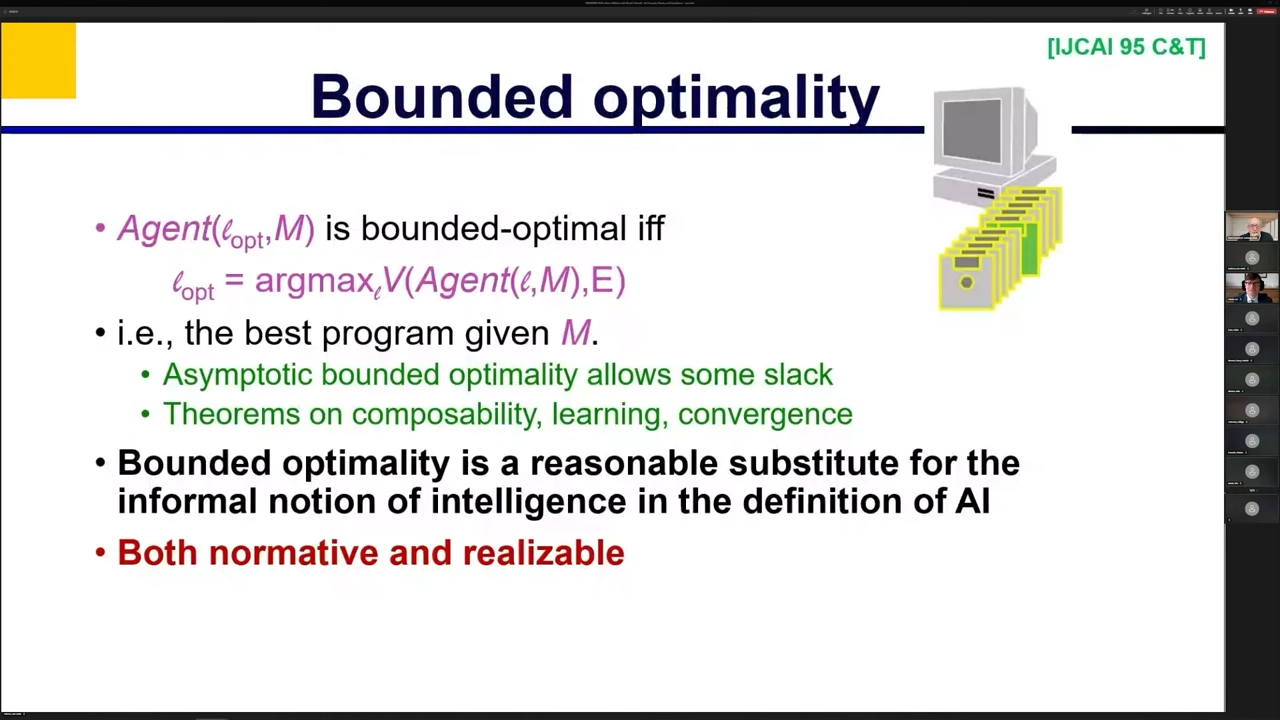 [IJCAI 95 C&T]
Bounded optimality
• Agent(ℓopt,M) is bounded-optimal iff
ℓopt = argmaxℓV(Agent(ℓ,M),E)
• i.e., the best program given M.
• Asymptotic bounded optimality allows some slack
• Theorems on composability, learning, convergence
• Bounded optimality is a reasonable substitute for the
informal notion of intelligence in the definition of AI
• Both normative and realizable